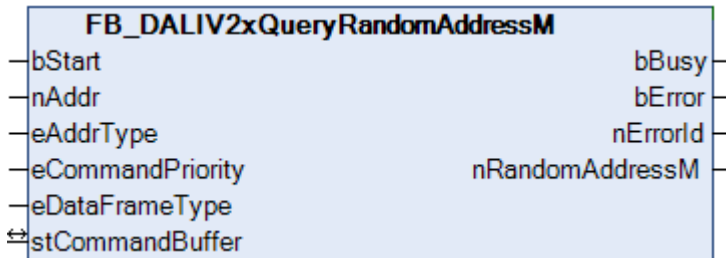 FB_DALIV2xQueryRandomAddressM
bStart bBusy
nAddr bError
eAddrType nErrorId
eCommandPriority nRandomAddressM
eDataFrameType
stCommandBuffer